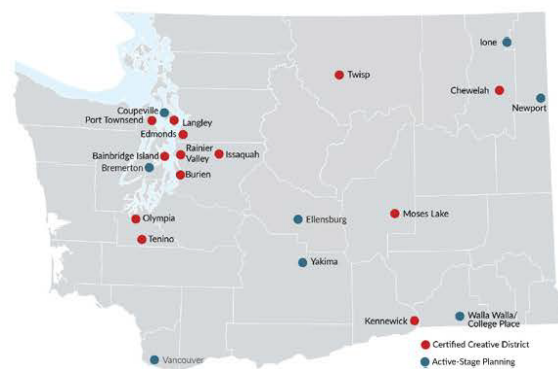 Ione
Twisp
Chewelah
Newport
Coupeville
Port Townsend
Langley
Edmonds
Bainbridge Island
Rainier
Valley
Issaquah
Bremerton
Burien
Olympia
Ellensburg
Moses Lake
Tenino
Yakima
Kennewick
Walla Walla/
College Place
Certified Creative District
Vancouver
Active-Stage Planning